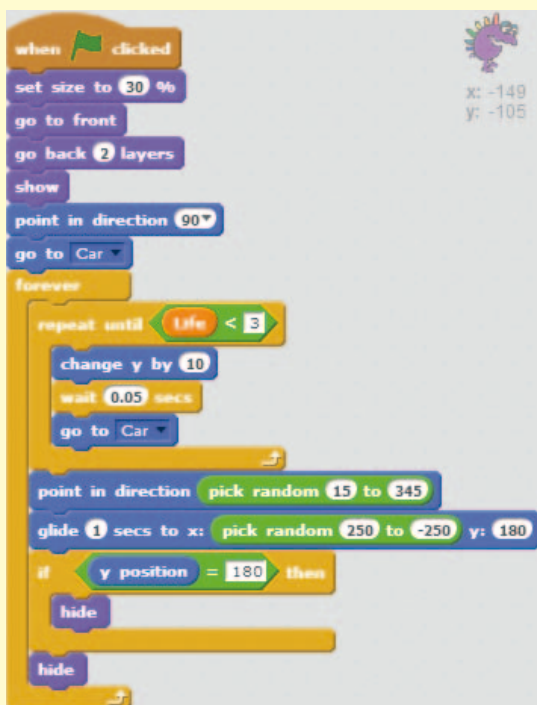 when clicked
x: -149
set size to 30 %
y: -105
go to front
go back 2 layers
show
point in direction 90
go to Car
forever
repeat until Life < 3
change y by 10
wait 0.05 secs
go to Car
point in direction pick random 15 to 345
glide 1 secs to x: pick random 250 to -250 y: 180
if y position = 180 then
hide
hide